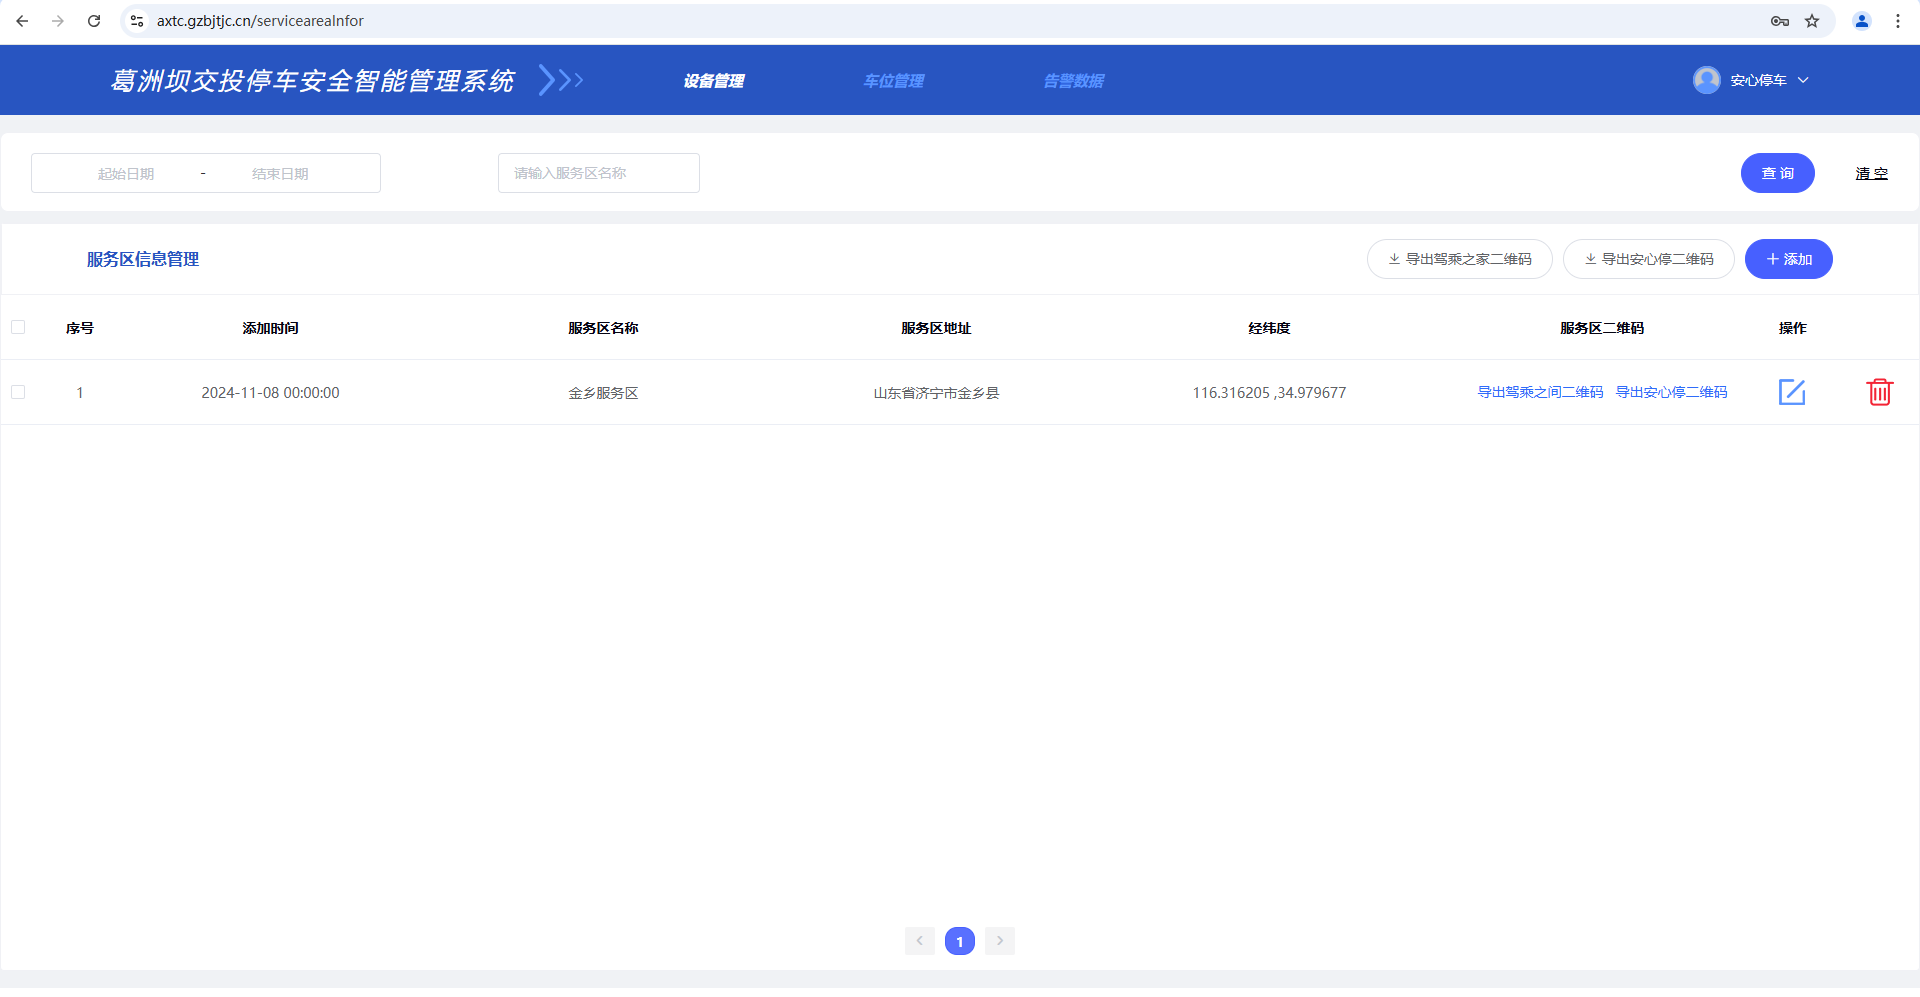 axtc.gzbjtjc.cn/serviceareaInfor
葛洲坝交投停车安全智能管理系统 设备管理 车位管理 告警数据 安心停车
起始日期 - 结束日期 请输入服务区名称 查 询 清 空
服务区信息管理 导出驾乘之家二维码 导出安心停二维码 添加
序号 添加时间 服务区名称 服务区地址 经纬度 服务区二维码 操作
1 2024-11-08 00:00:00 金乡服务区 山东省济宁市金乡县 116.316205 ,34.979677 导出驾乘之间二维码 导出安心停二维码
1